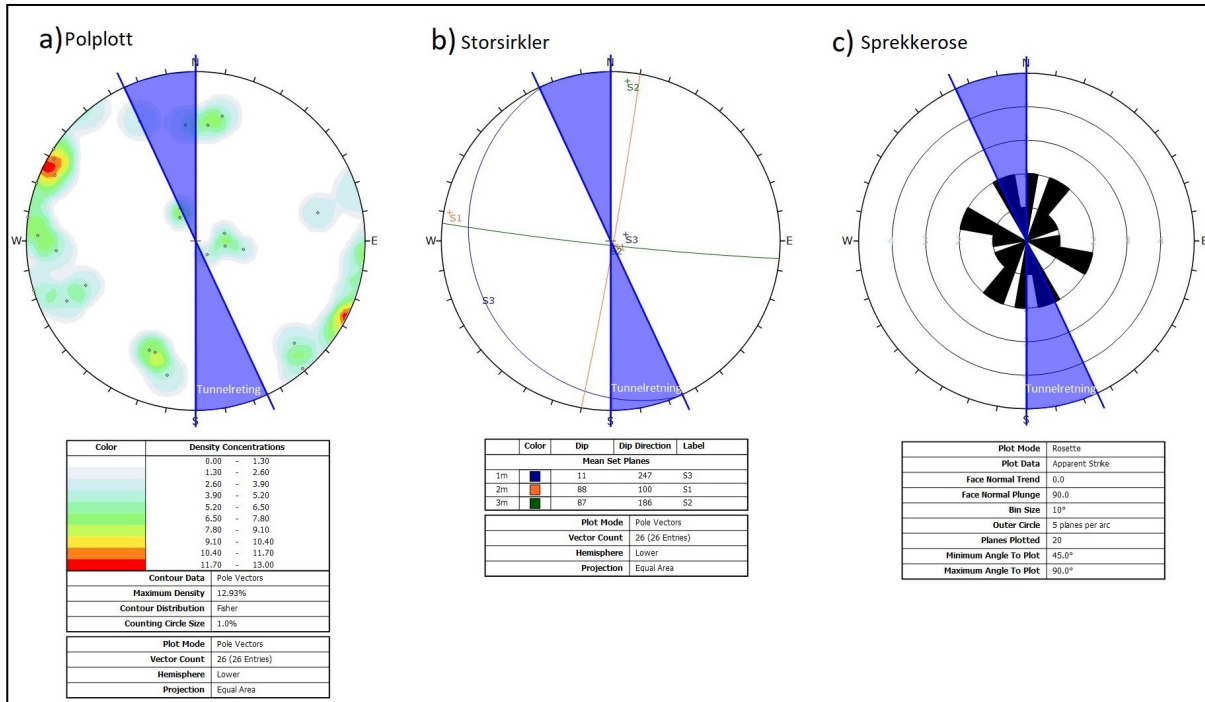 a) Polplott
N
W
E
Tunnelreting
S
Color Density Concentrations
0.00 - 1.30
1.30 - 2.60
2.60 - 3.90
3.90 - 5.20
5.20 - 6.50
6.50 - 7.80
7.80 - 9.10
9.10 - 10.40
10.40 - 11.70
11.70 - 13.00
Contour Data Pole Vectors
Maximum Density 12.93%
Contour Distribution Fisher
Counting Circle Size 1.0%
Plot Mode Pole Vectors
Vector Count 26 (26 Entries)
Hemisphere Lower
Projection Equal Area
b) Storsirkler
N
S2
S1
W
E
S3
S2
S3
Tunnelretning
S
Color Dip Dip Direction Label
Mean Set Planes
1m 11 247 S3
2m 88 100 S1
3m 87 186 S2
Plot Mode Pole Vectors
Vector Count 26 (26 Entries)
Hemisphere Lower
Projection Equal Area
c) Sprekkerose
N
W
E
2
Tunnelretning
S
Plot Mode Rosette
Plot Data Apparent Strike
Face Normal Trend 0.0
Face Normal Plunge 90.0
Bin Size 10°
Outer Circle 5 planes per arc
Planes Plotted 20
Minimum Angle To Plot 45.0°
Maximum Angle To Plot 90.0°